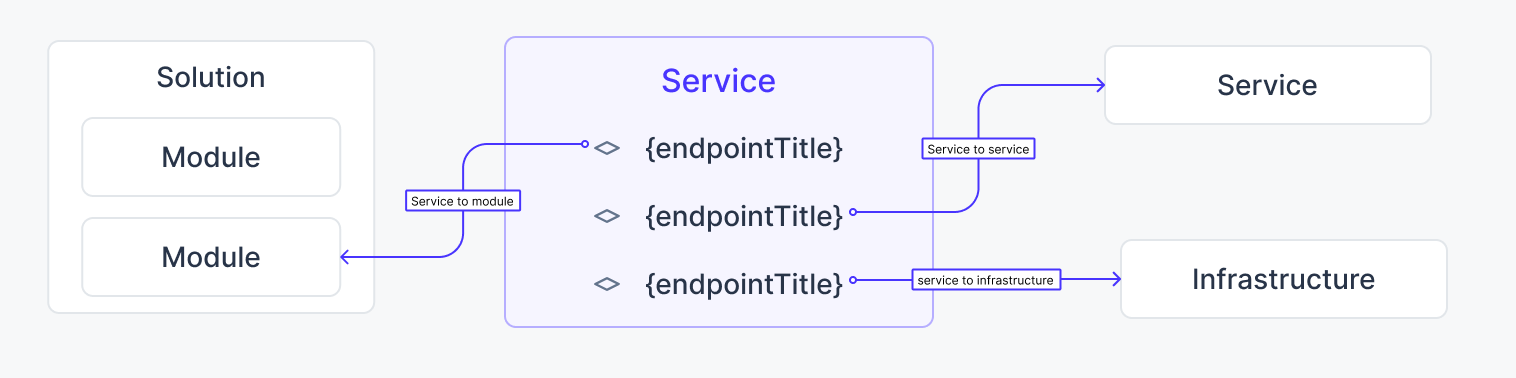 Solution
Module
Module
Service to module
Service
{endpointTitle}
{endpointTitle}
{endpointTitle}
Service to service
service to infrastructure
Service
Infrastructure